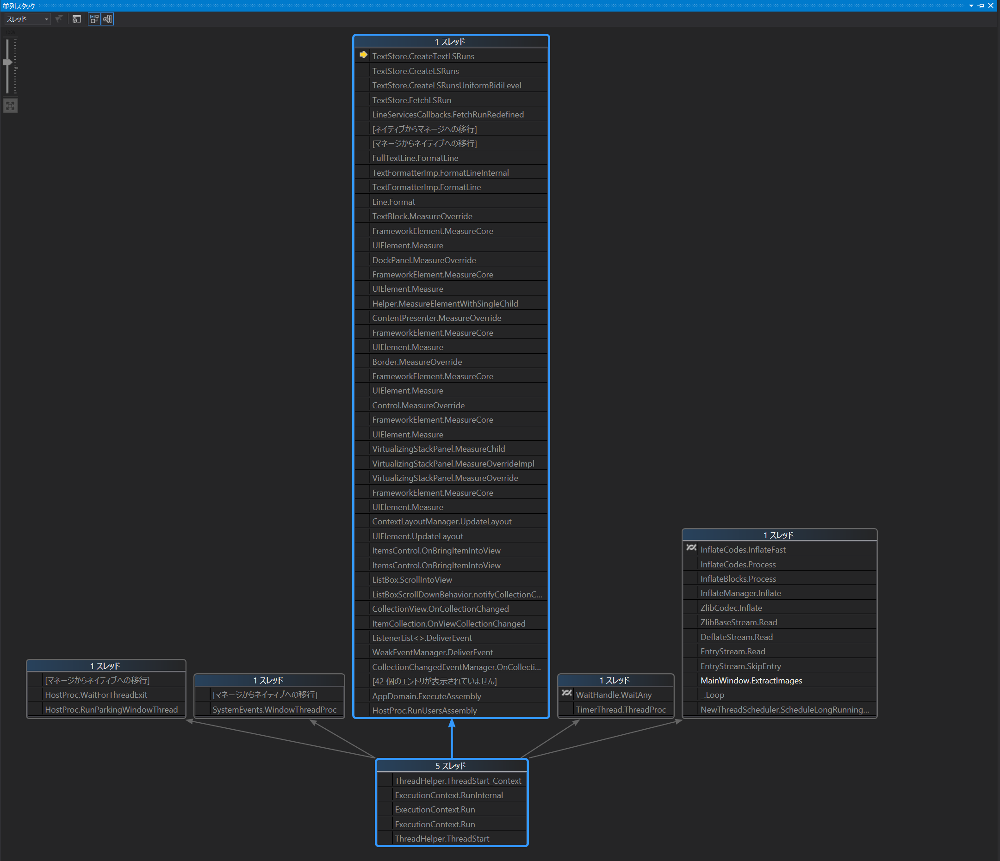 並列スタック
スレッド
1 スレッド
TextStore.CreateTextLSRuns
TextStore.CreateLSRuns
TextStore.CreateLSRunsUniformBidiLevel
TextStore.FetchLSRun
LineServicesCallbacks.FetchRunRedefined
[ネイティブからマネージへの移行]
[マネージからネイティブへの移行]
FullTextLine.FormatLine
TextFormatterImp.FormatLineInternal
TextFormatterImp.FormatLine
Line.Format
TextBlock.MeasureOverride
FrameworkElement.MeasureCore
UIElement.Measure
DockPanel.MeasureOverride
FrameworkElement.MeasureCore
UIElement.Measure
Helper.MeasureElementWithSingleChild
ContentPresenter.MeasureOverride
FrameworkElement.MeasureCore
UIElement.Measure
Border.MeasureOverride
FrameworkElement.MeasureCore
UIElement.Measure
Control.MeasureOverride
FrameworkElement.MeasureCore
UIElement.Measure
VirtualizingStackPanel.MeasureChild
VirtualizingStackPanel.MeasureOverrideImpl
VirtualizingStackPanel.MeasureOverride
FrameworkElement.MeasureCore
UIElement.Measure
ContextLayoutManager.UpdateLayout
UIElement.UpdateLayout
ItemsControl.OnBringItemIntoView
ItemsControl.OnBringItemIntoView
ListBox.ScrollIntoView
ListBoxScrollDownBehavior.notifyCollectionC...
CollectionView.OnCollectionChanged
ItemCollection.OnViewCollectionChanged
ListenerList<>.DeliverEvent
WeakEventManager.DeliverEvent
CollectionChangedEventManager.OnCollecti...
[42 個のエントリが表示されていません]
AppDomain.ExecuteAssembly
HostProc.RunUsersAssembly
1 スレッド
[マネージからネイティブへの移行]
HostProc.WaitForThreadExit
HostProc.RunParkingWindowThread
1 スレッド
[マネージからネイティブへの移行]
SystemEvents.WindowThreadProc
1 スレッド
WaitHandle.WaitAny
TimerThread.ThreadProc
1 スレッド
InflateCodes.InflateFast
InflateCodes.Process
InflateBlocks.Process
InflateManager.Inflate
ZlibCodec.Inflate
ZlibBaseStream.Read
DeflateStream.Read
EntryStream.Read
EntryStream.SkipEntry
MainWindow.ExtractImages
_.Loop
NewThreadScheduler.ScheduleLongRunning...
5 スレッド
ThreadHelper.ThreadStart_Context
ExecutionContext.RunInternal
ExecutionContext.Run
ExecutionContext.Run
ThreadHelper.ThreadStart